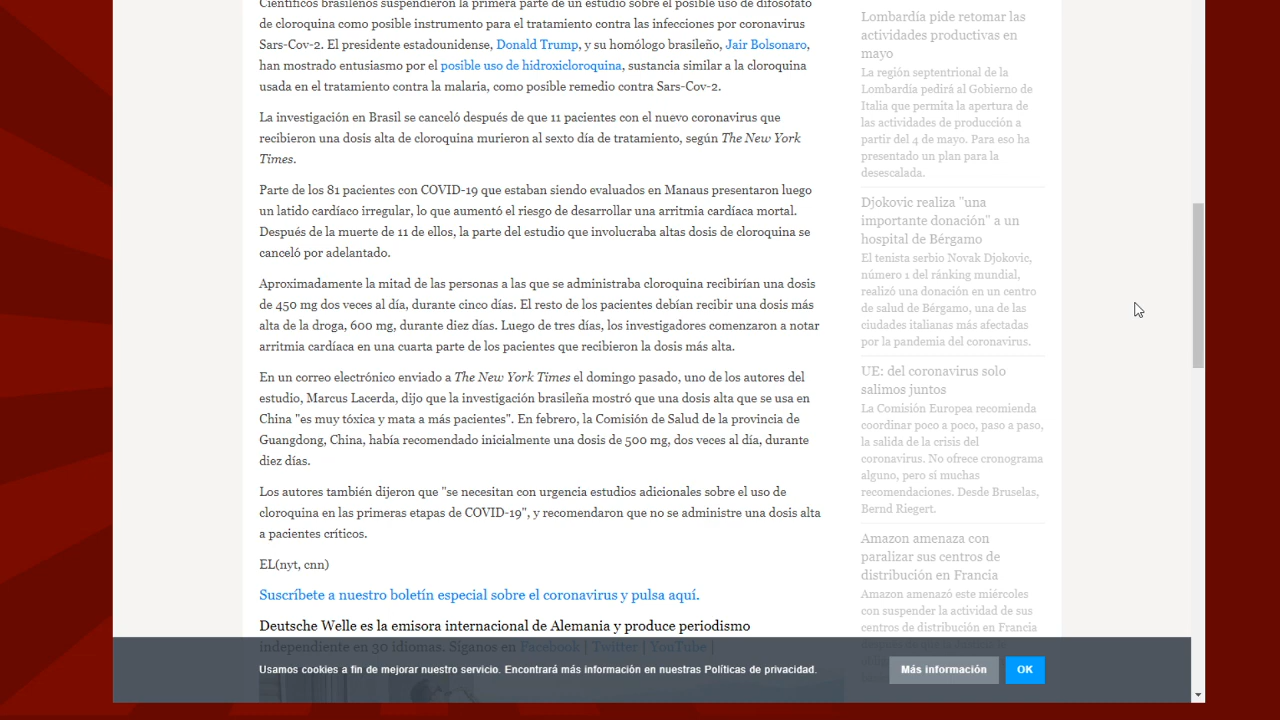 Científicos brasileños suspendieron la primera parte de un estudio sobre el posible uso de difosfato
de cloroquina como posible instrumento para el tratamiento contra las infecciones por coronavirus
Sars-Cov-2. El presidente estadounidense, Donald Trump, y su homólogo brasileño, Jair Bolsonaro,
han mostrado entusiasmo por el posible uso de hidroxicloroquina, sustancia similar a la cloroquina
usada en el tratamiento contra la malaria, como posible remedio contra Sars-Cov-2.
La investigación en Brasil se canceló después de que 11 pacientes con el nuevo coronavirus que
recibieron una dosis alta de cloroquina murieron al sexto día de tratamiento, según The New York
Times.
Parte de los 81 pacientes con COVID-19 que estaban siendo evaluados en Manaus presentaron luego
un latido cardíaco irregular, lo que aumentó el riesgo de desarrollar una arritmia cardíaca mortal.
Después de la muerte de 11 de ellos, la parte del estudio que involucraba altas dosis de cloroquina se
canceló por adelantado.
Aproximadamente la mitad de las personas a las que se administraba cloroquina recibirían una dosis
de 450 mg dos veces al día, durante cinco días. El resto de los pacientes debían recibir una dosis más
alta de la droga, 600 mg, durante diez días. Luego de tres días, los investigadores comenzaron a notar
arritmia cardíaca en una cuarta parte de los pacientes que recibieron la dosis más alta.
En un correo electrónico enviado a The New York Times el domingo pasado, uno de los autores del
estudio, Marcus Lacerda, dijo que la investigación brasileña mostró que una dosis alta que se usa en
China "es muy tóxica y mata a más pacientes". En febrero, la Comisión de Salud de la provincia de
Guangdong, China, había recomendado inicialmente una dosis de 500 mg, dos veces al día, durante
diez días.
Los autores también dijeron que "se necesitan con urgencia estudios adicionales sobre el uso de
cloroquina en las primeras etapas de COVID-19", y recomendaron que no se administre una dosis alta
a pacientes críticos.
EL(nyt, cnn)
Suscríbete a nuestro boletín especial sobre el coronavirus y pulsa aquí.
Deutsche Welle es la emisora internacional de Alemania y produce periodismo
independiente en 30 idiomas. Síganos en Facebook | Twitter | YouTube |
Lombardía pide retomar las
actividades productivas en
mayo
La región septentrional de la
Lombardía pedirá al Gobierno de
Italia que permita la apertura de
las actividades de producción a
partir del 4 de mayo. Para eso ha
presentado un plan para la
desescalada.
Djokovic realiza "una
importante donación" a un
hospital de Bérgamo
El tenista serbio Novak Djokovic,
número 1 del ránking mundial,
realizó una donación en un centro
de salud de Bérgamo, una de las
ciudades italianas más afectadas
por la pandemia del coronavirus.
UE: del coronavirus solo
salimos juntos
La Comisión Europea recomienda
coordinar poco a poco, paso a paso,
la salida de la crisis del
coronavirus. No ofrece cronograma
alguno, pero sí muchas
recomendaciones. Desde Bruselas,
Bernd Riegert.
Amazon amenaza con
paralizar sus centros de
distribución en Francia
Amazon amenazó este miércoles
con suspender la actividad de sus
centros de distribución en Francia
Usamos cookies a fin de mejorar nuestro servicio. Encontrará más información en nuestras Políticas de privacidad.
Más información
OK